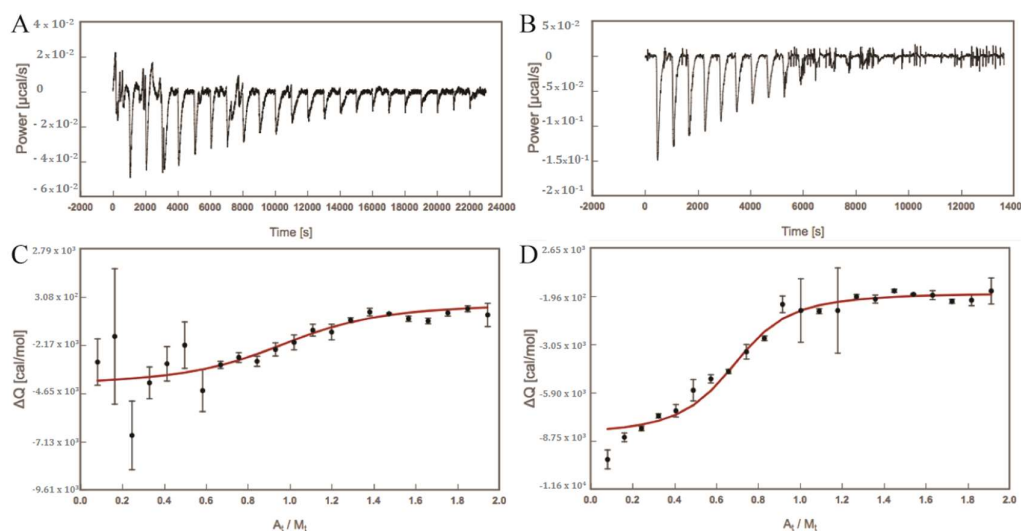 A
4 x 10-2
2 x 10-2
0
-2 x 10-2
-4 x 10-2
6 x 10-2
Power [µcal/s]
-2000 0 2000 4000 6000 8000 10000 12000 14000 16000 18000 20000 22000 24000
Time [s]
B
5 x 10-2
0
-5 x 10-2
-1 x 10-1
-1.5x10-1
-2 x 10-1
Power [µcal/s]
-2000 0 2000 4000 6000 8000 10000 12000 1400
Time [s]
C
2.79 x 10³
3.08 x 10²
-2.17 x 10³
-4.65 x 10³
-7.13 x 10³
-9.61 x 10³
ΔQ [cal/mol]
0.0 0.2 0.4 0.6 0.8 1.0 1.2 1.4 1.6 1.8 2.0
At / Mt
D
2.65 x 10³
-1.96 x 10²
-3.05 x 10³
-5.90 x 10³
-8.75 x 10³
-1.16 x 10⁴
ΔQ [cal/mol]
0.0 0.2 0.4 0.6 0.8 1.0 1.2 1.4 1.6 1.8 2.0
At / Mt